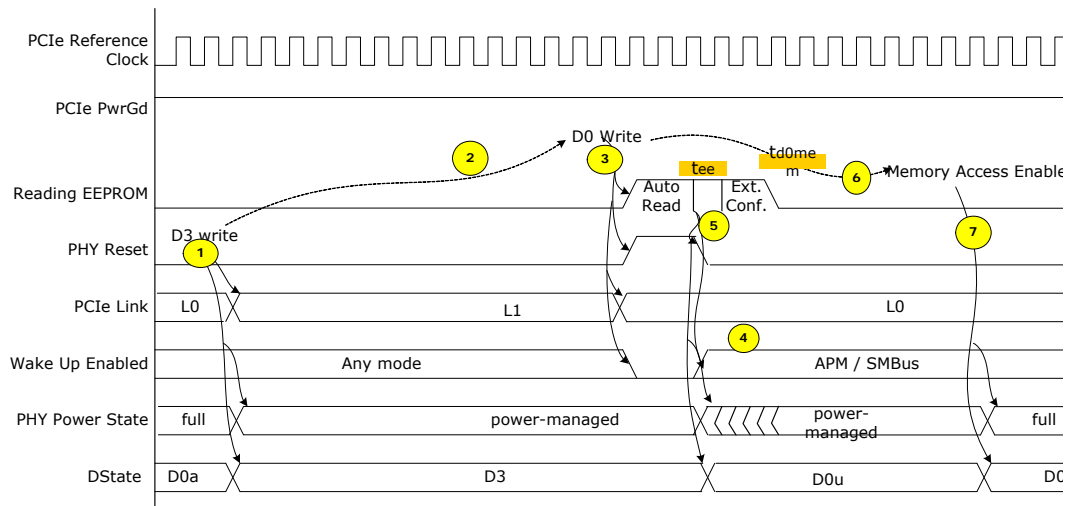 PCIe Reference
Clock
PCIe PwrGd
D0 Write
2
3
td0me
m
tee
6
Memory Access Enable
Reading EEPROM
Auto
Read
Ext.
Conf.
D3 write
5
7
PHY Reset
1
PCIe Link
L0
L1
L0
4
Wake Up Enabled
Any mode
APM / SMBus
PHY Power State
full
power-managed
power-
managed
full
DState
D0a
D3
D0u
D0